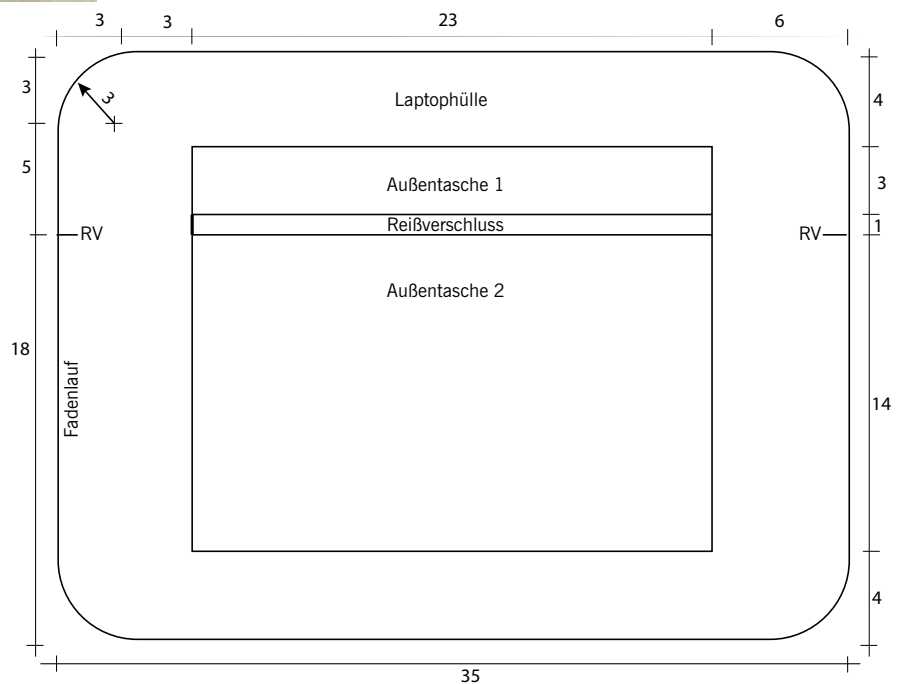 3 3 23 6
3
3
Laptophülle
4
5
Außentasche 1
3
Reißverschluss
1
RV
RV
Außentasche 2
18
Fadenlauf
14
4
35